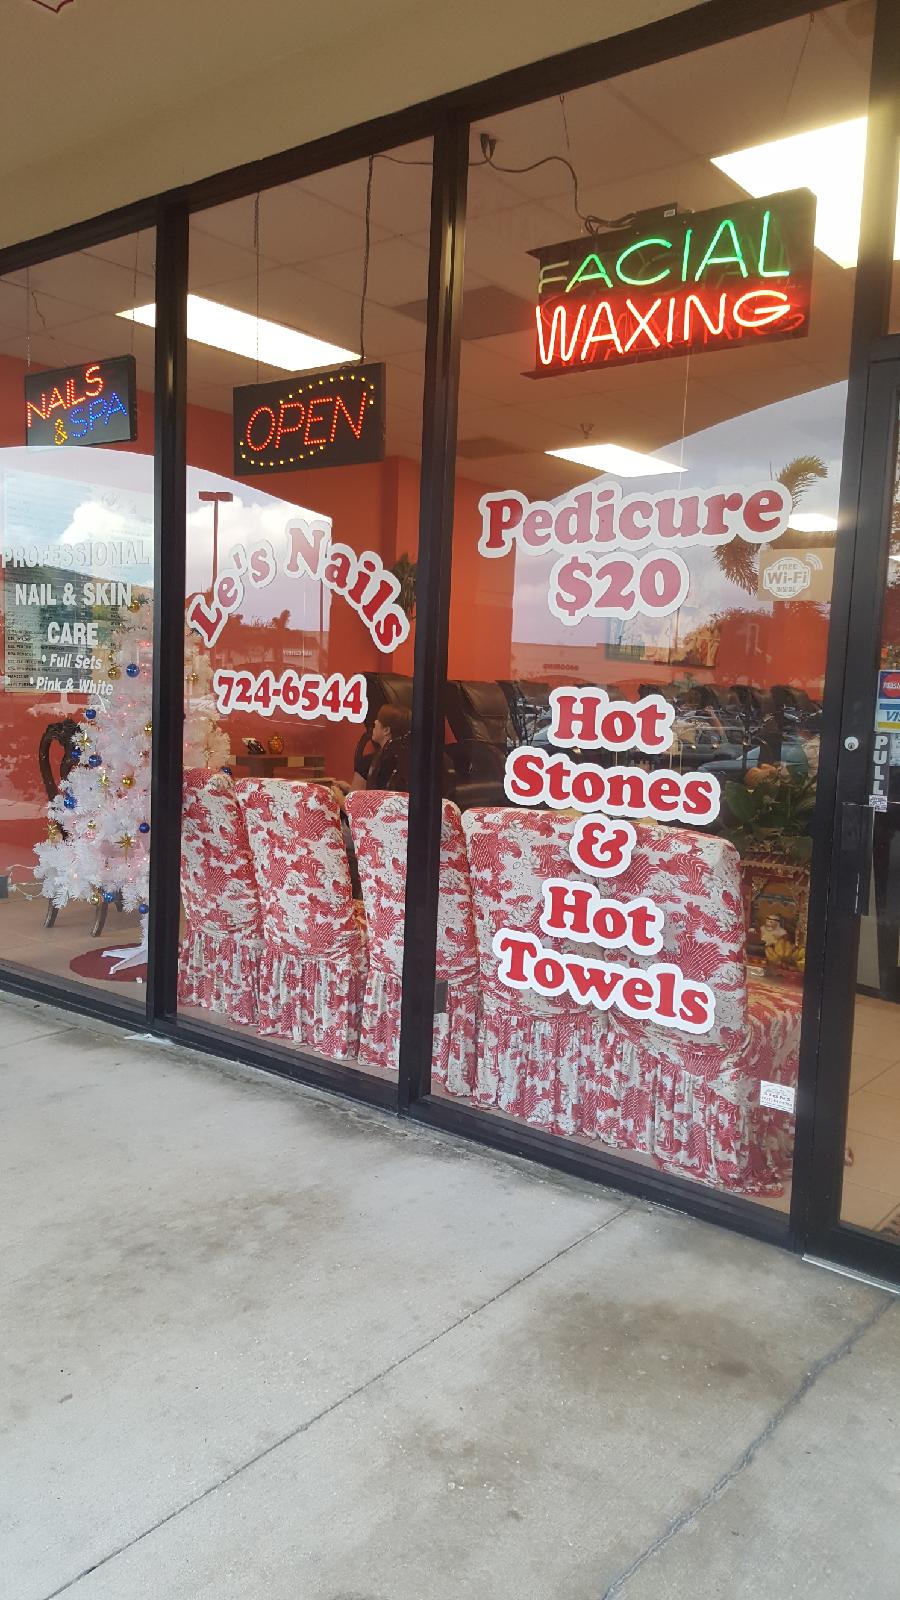 NAILS
& SPA
OPEN
FACIAL
WAXING
PROFESSIONAL
NAIL & SKIN
CARE
• Full Sets
• Pink & White
Le's Nails
724-6544
Pedicure
$20
Hot
Stones
&
Hot
Towels
FREE
Wi-Fi
INSIDE
PULL